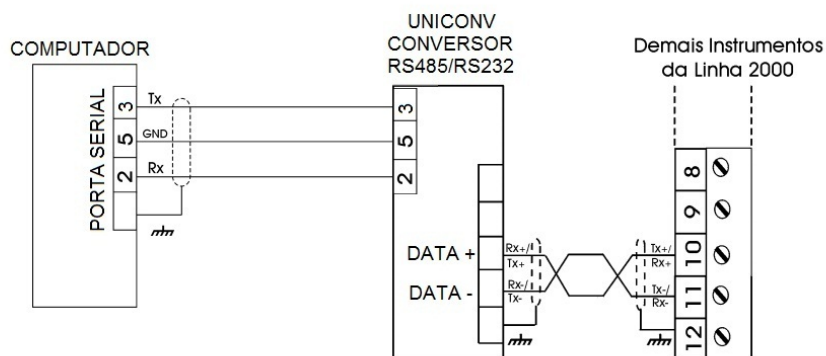 UNICONV
CONVERSOR
RS485/RS232
COMPUTADOR
Demais Instrumentos
da Linha 2000
PORTA SERIAL
3
Tx
3
5
GND
5
2
Rx
2
8
9
DATA +
Rx+/
Tx+
Tx+/
Rx+
10
DATA -
Rx-/
Tx-
Tx-/
Rx-
11
12